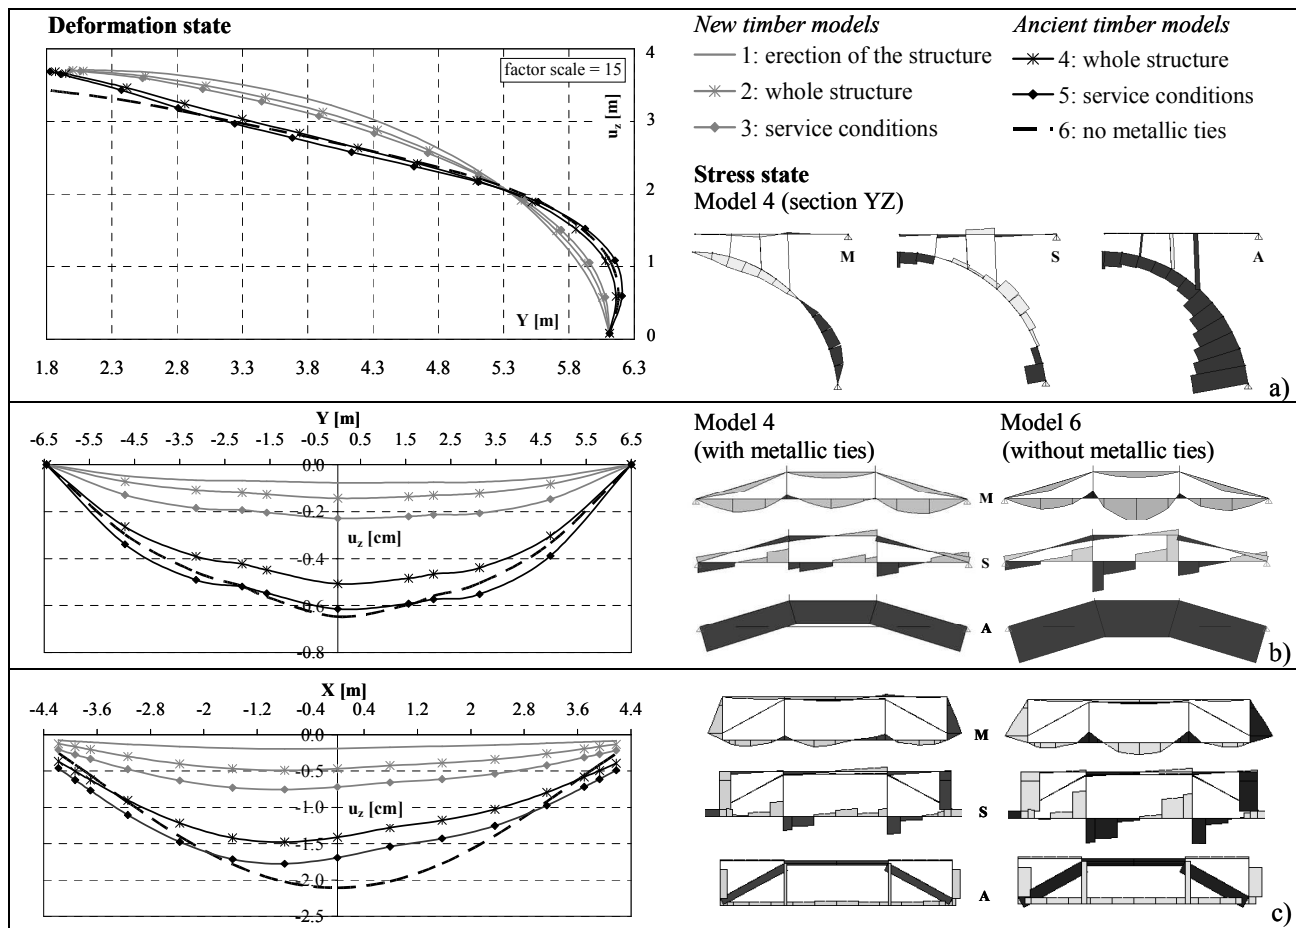 Deformation state
factor scale = 15
4
3
2
1
0
u_z [m]
Y [m]
1.8 2.3 2.8 3.3 3.8 4.3 4.8 5.3 5.8 6.3
New timber models
1: erection of the structure
2: whole structure
3: service conditions
Ancient timber models
4: whole structure
5: service conditions
6: no metallic ties
Stress state
Model 4 (section YZ)
M S A
a)
Y [m]
-6.5 -5.5 -4.5 -3.5 -2.5 -1.5 -0.5 0.5 1.5 2.5 3.5 4.5 5.5 6.5
0.0
-0.2
-0.4
-0.6
-0.8
u_z [cm]
Model 4
(with metallic ties)
Model 6
(without metallic ties)
M
S
A
b)
X [m]
-4.4 -3.6 -2.8 -2 -1.2 -0.4 0.4 1.2 2 2.8 3.6 4.4
0.0
-0.5
-1.0
-1.5
-2.0
-2.5
u_z [cm]
M
S
A
c)